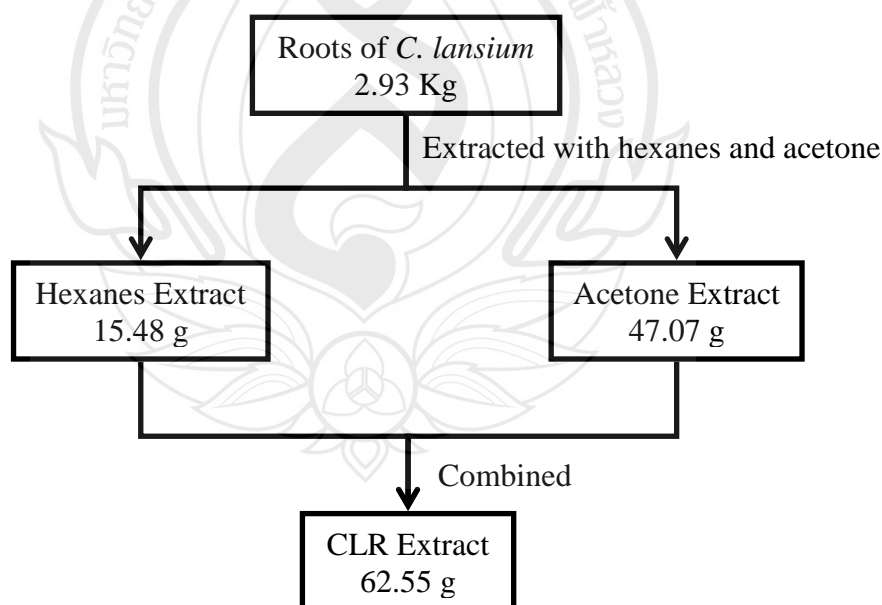 Roots of C. lansium
2.93 Kg
Extracted with hexanes and acetone
Hexanes Extract
15.48 g
Acetone Extract
47.07 g
Combined
CLR Extract
62.55 g